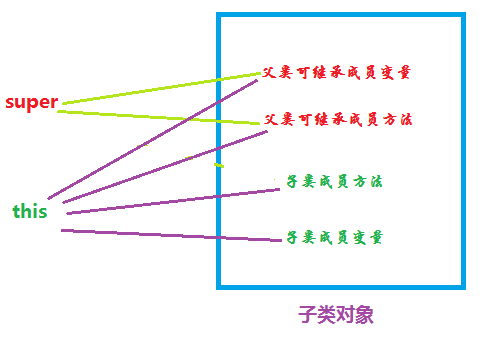 父类可继承成员变量
super
父类可继承成员方法
子类成员方法
this
子类成员变量
子类对象